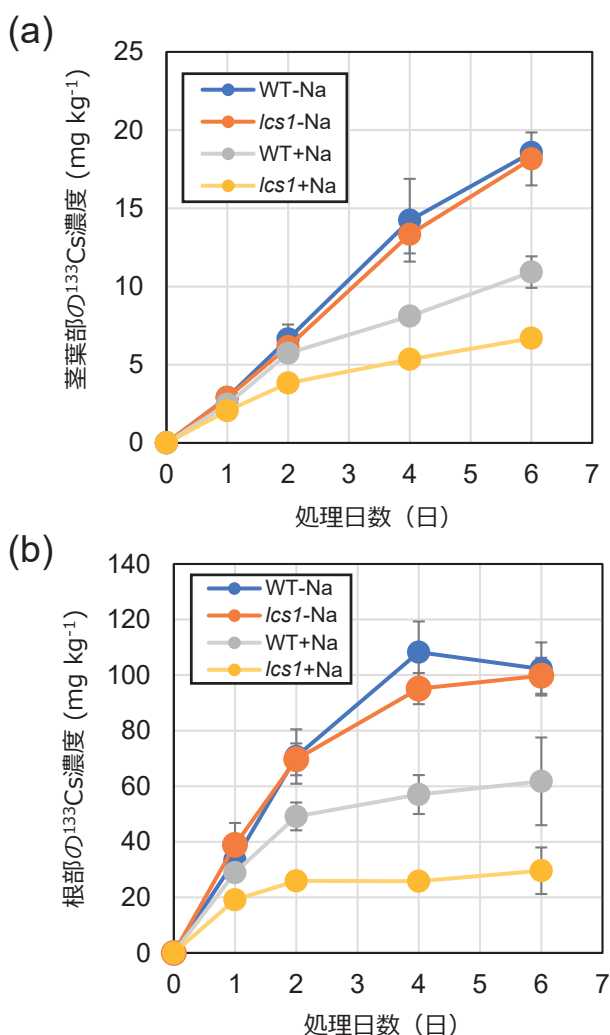 (a)
茎葉部の¹³³Cs濃度 (mg kg⁻¹)
25
20
15
10
5
0
WT-Na
lcs1-Na
WT+Na
lcs1+Na
0 1 2 3 4 5 6 7
処理日数（日）
(b)
根部の¹³³Cs濃度 (mg kg⁻¹)
140
120
100
80
60
40
20
0
WT-Na
lcs1-Na
WT+Na
lcs1+Na
0 1 2 3 4 5 6 7
処理日数（日）